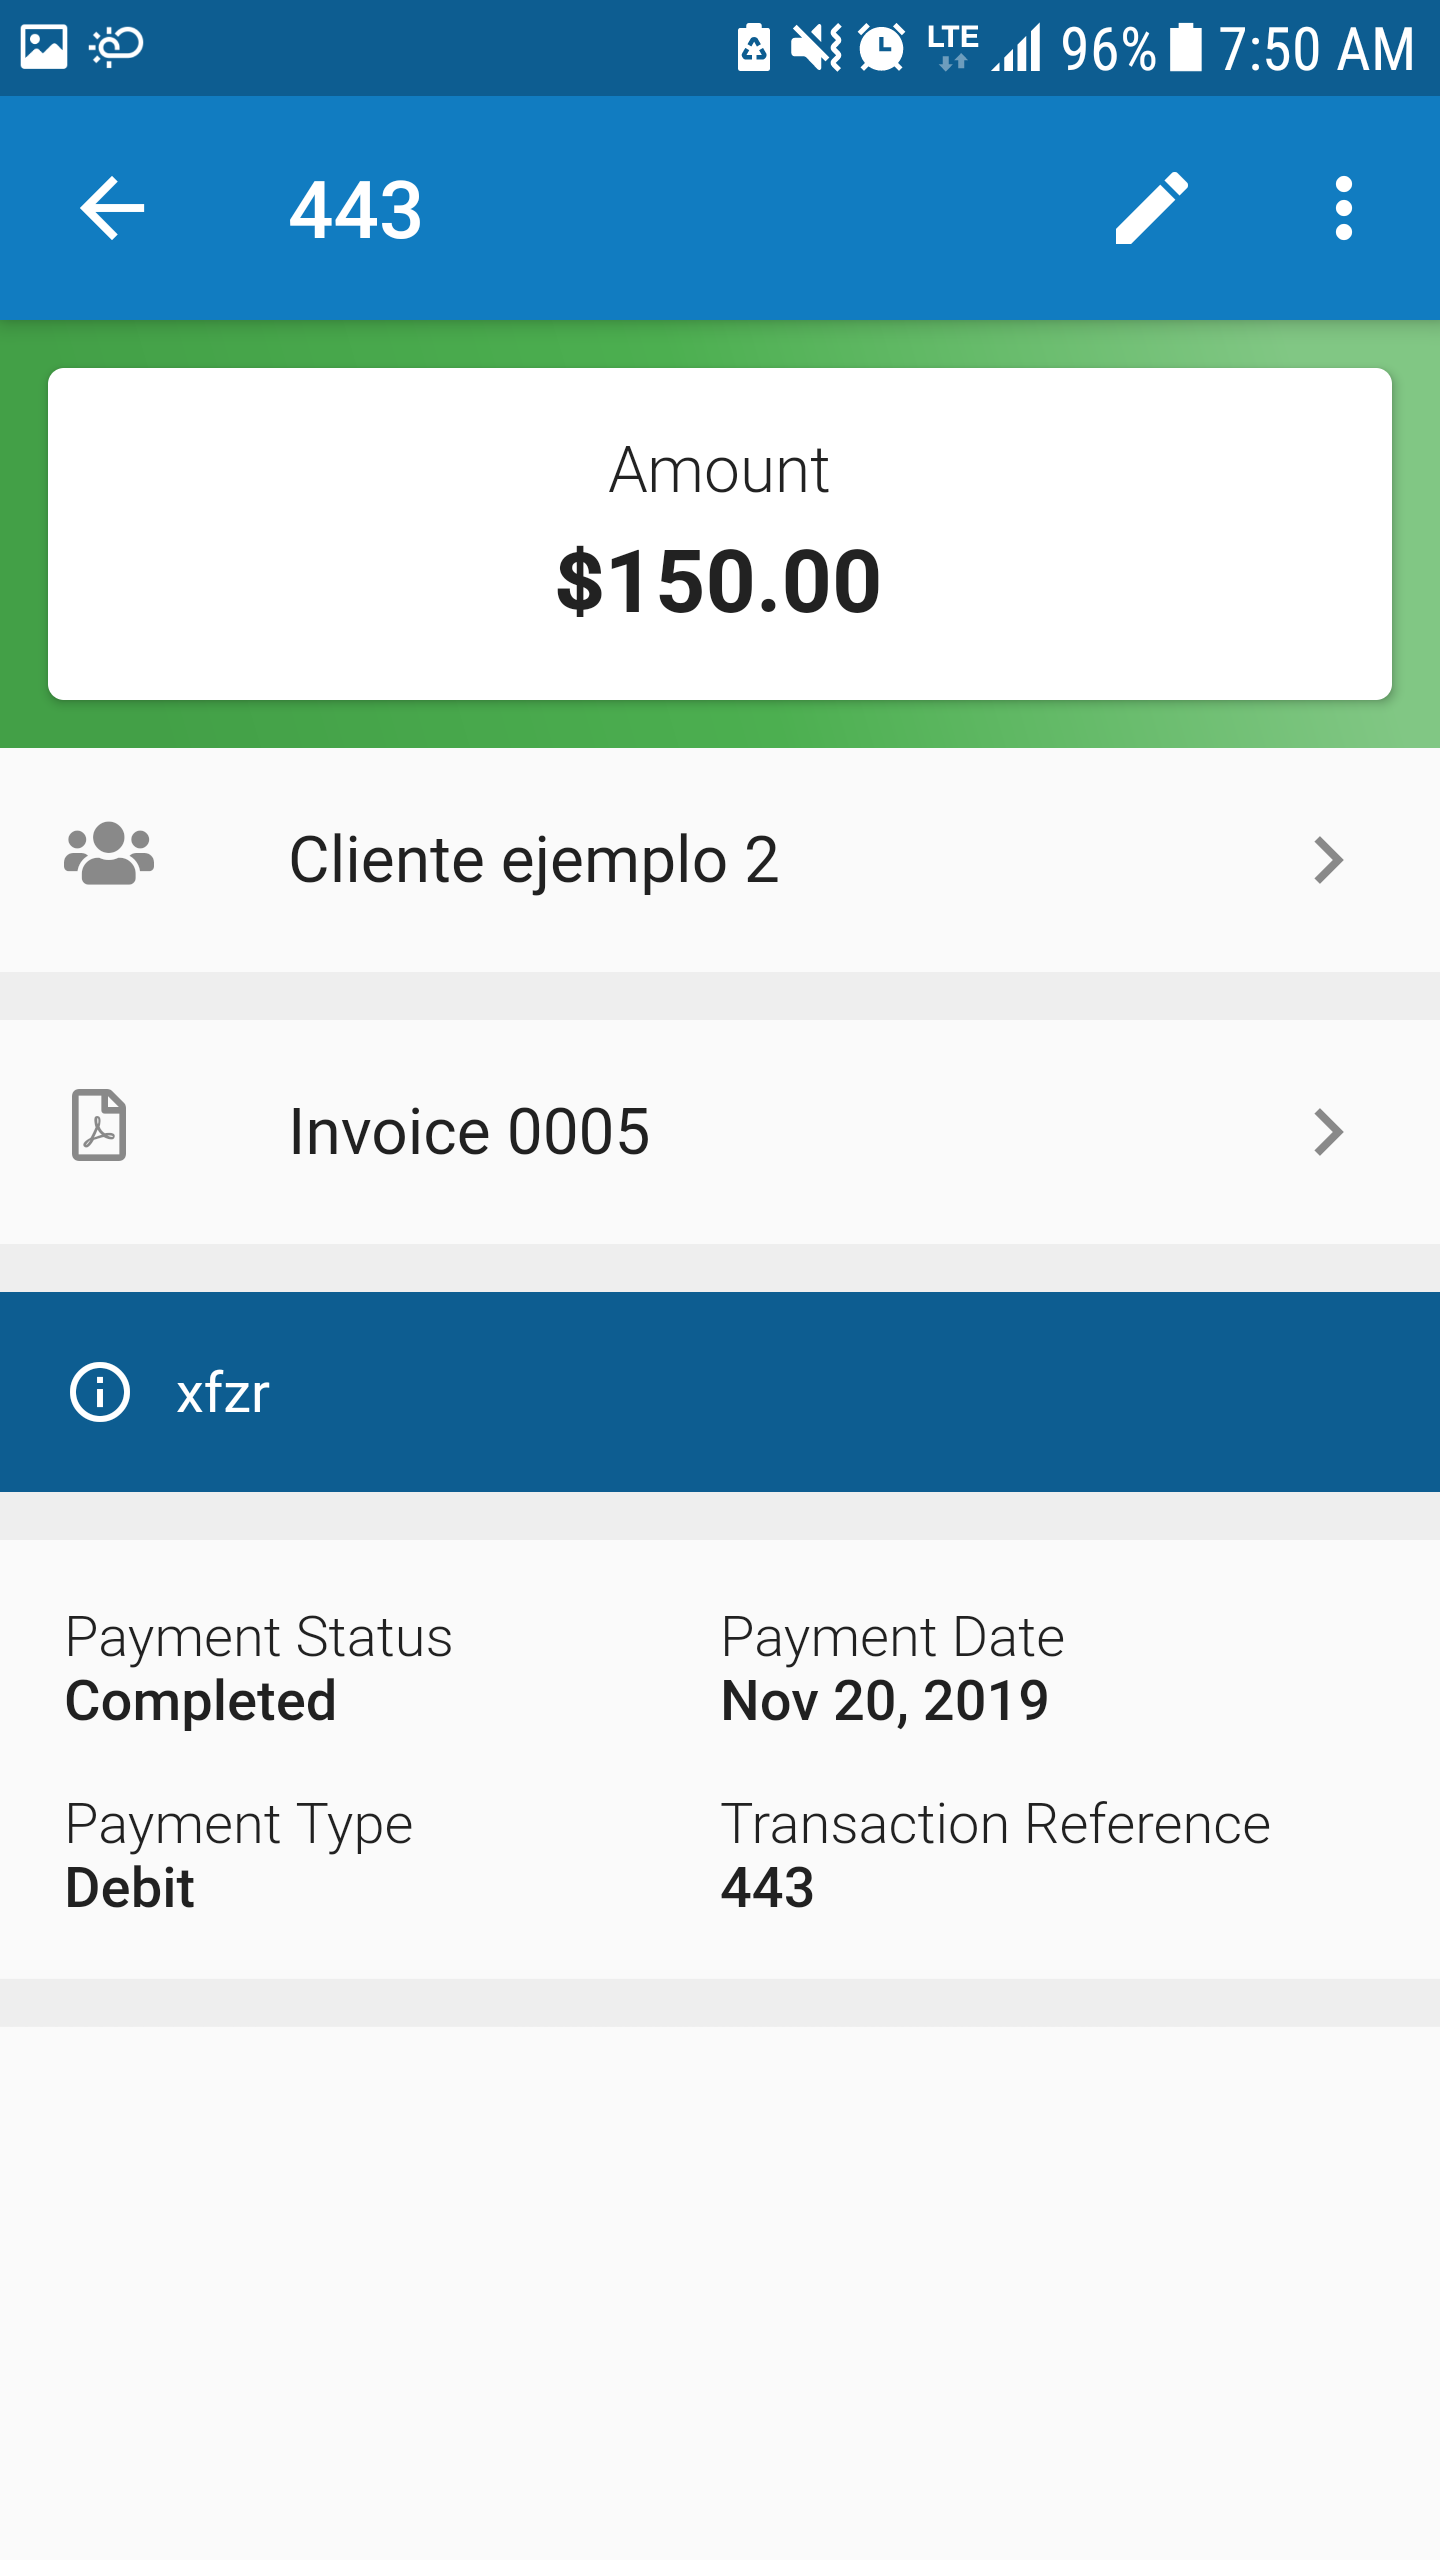 LTE 96% 7:50 AM
443
Amount
$150.00
Cliente ejemplo 2
Invoice 0005
xfzr
Payment Status Payment Date
Completed Nov 20, 2019
Payment Type Transaction Reference
Debit 443